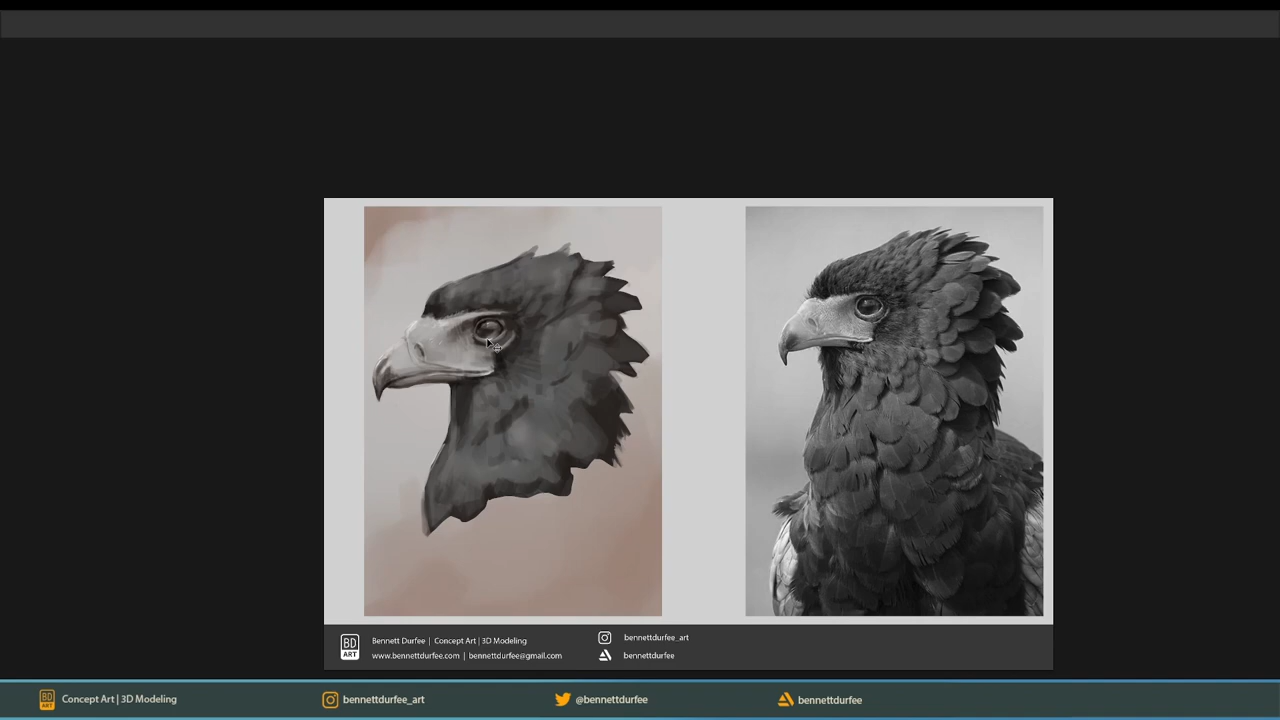 BD
ART
Bennett Durfee | Concept Art | 3D Modeling
www.bennettdurfee.com | bennettdurfee@gmail.com
bennettdurfee_art
bennettdurfee
BD
ART
Concept Art | 3D Modeling
bennettdurfee_art
@bennettdurfee
bennettdurfee